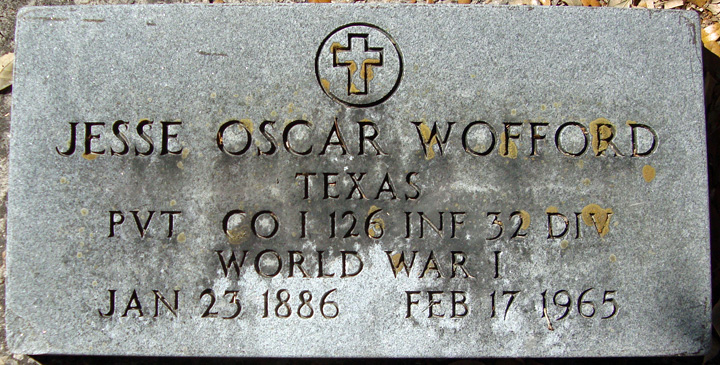 JESSE OSCAR WOFFORD
TEXAS
PVT CO I 126 INF 32 DIV
WORLD WAR I
JAN 23 1886 FEB 17 1965